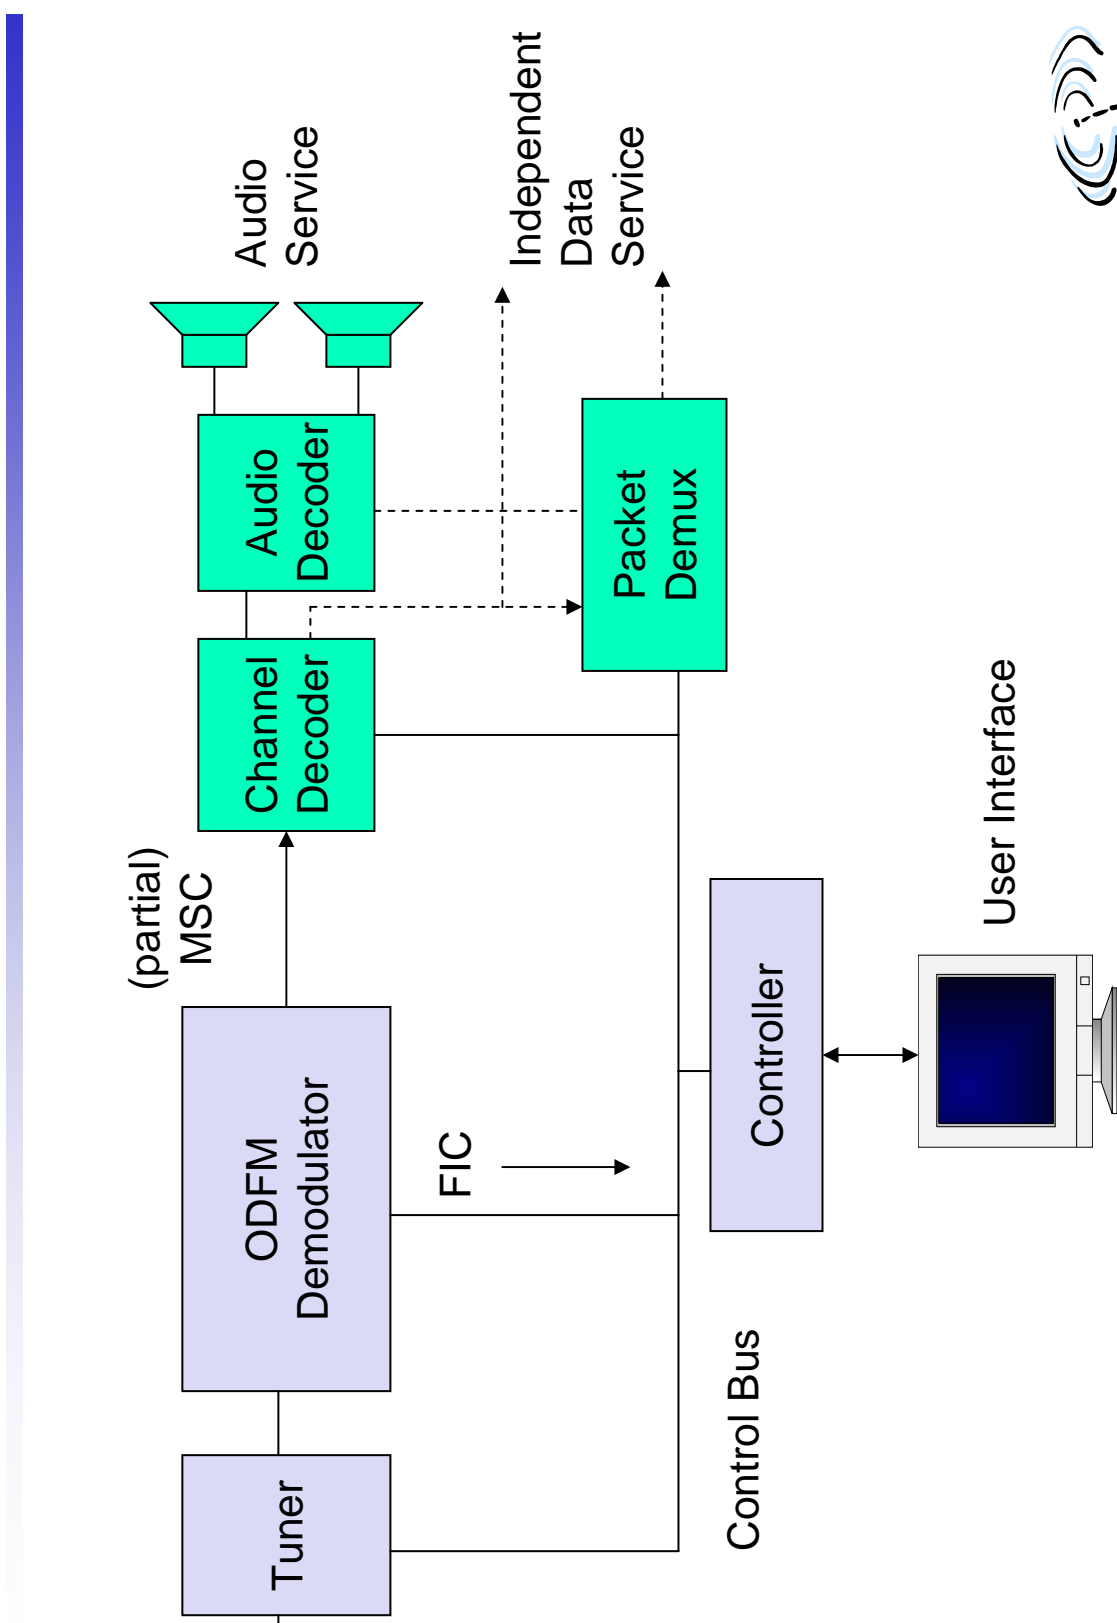 Tuner
ODFM
Demodulator
(partial)
MSC
Channel
Decoder
Audio
Decoder
Audio
Service
Independent
Data
Service
FIC
Packet
Demux
Control Bus
Controller
User Interface